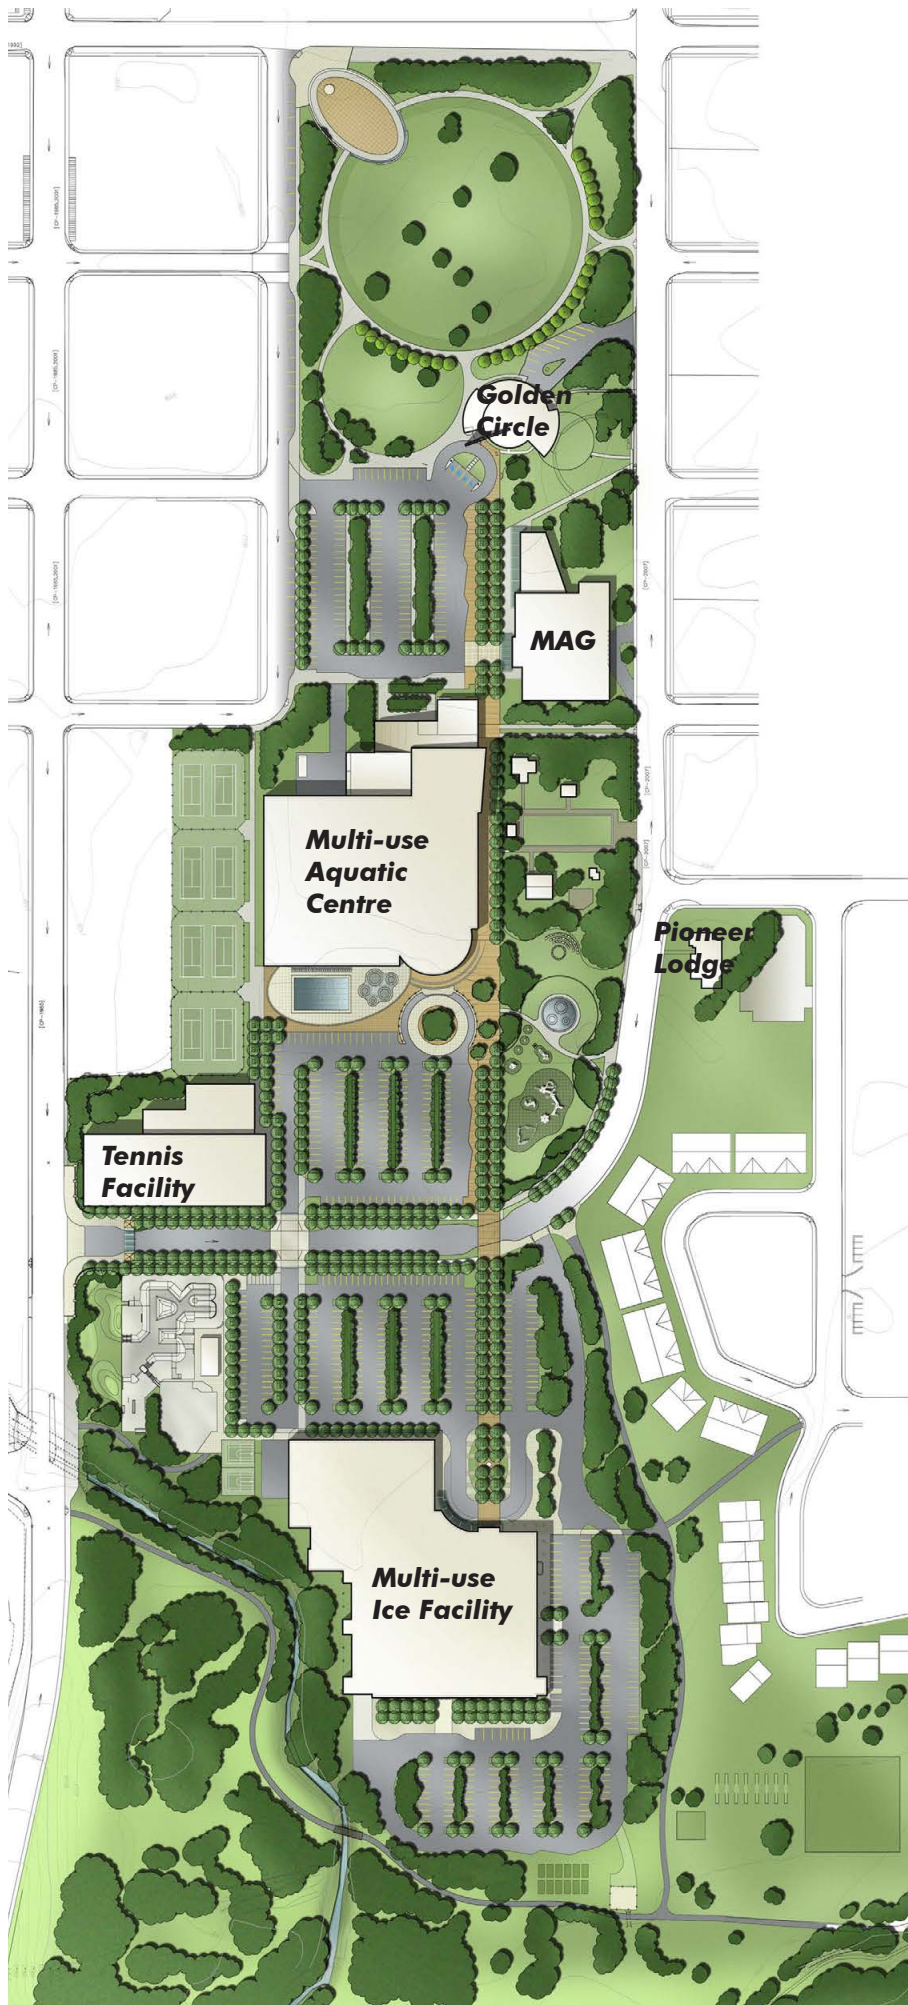 Golden
Circle
MAG
Multi-use
Aquatic
Centre
Pioneer
Lodge
Tennis
Facility
Multi-use
Ice Facility